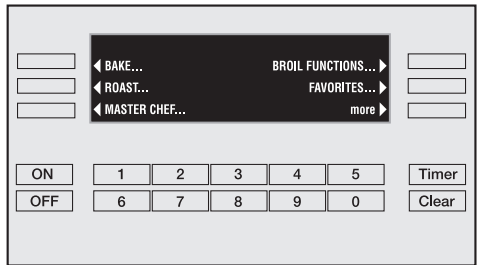 BAKE... BROIL FUNCTIONS...
ROAST... FAVORITES...
MASTER CHEF... more
ON 1 2 3 4 5 Timer
OFF 6 7 8 9 0 Clear